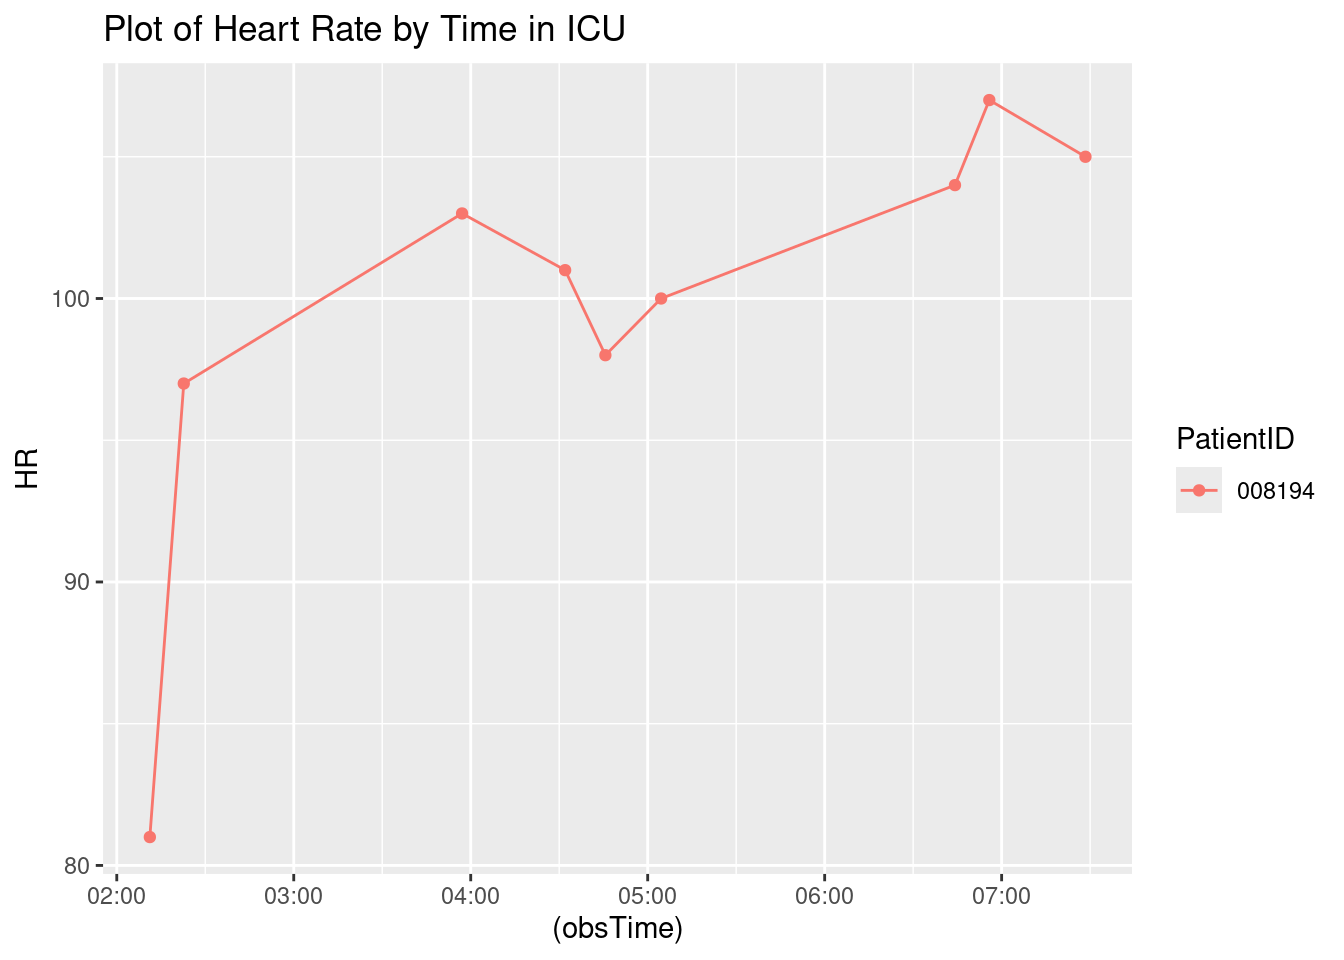 Plot of Heart Rate by Time in ICU
HR
100
90
80
02:00 03:00 04:00 05:00 06:00 07:00
(obsTime)
PatientID
008194